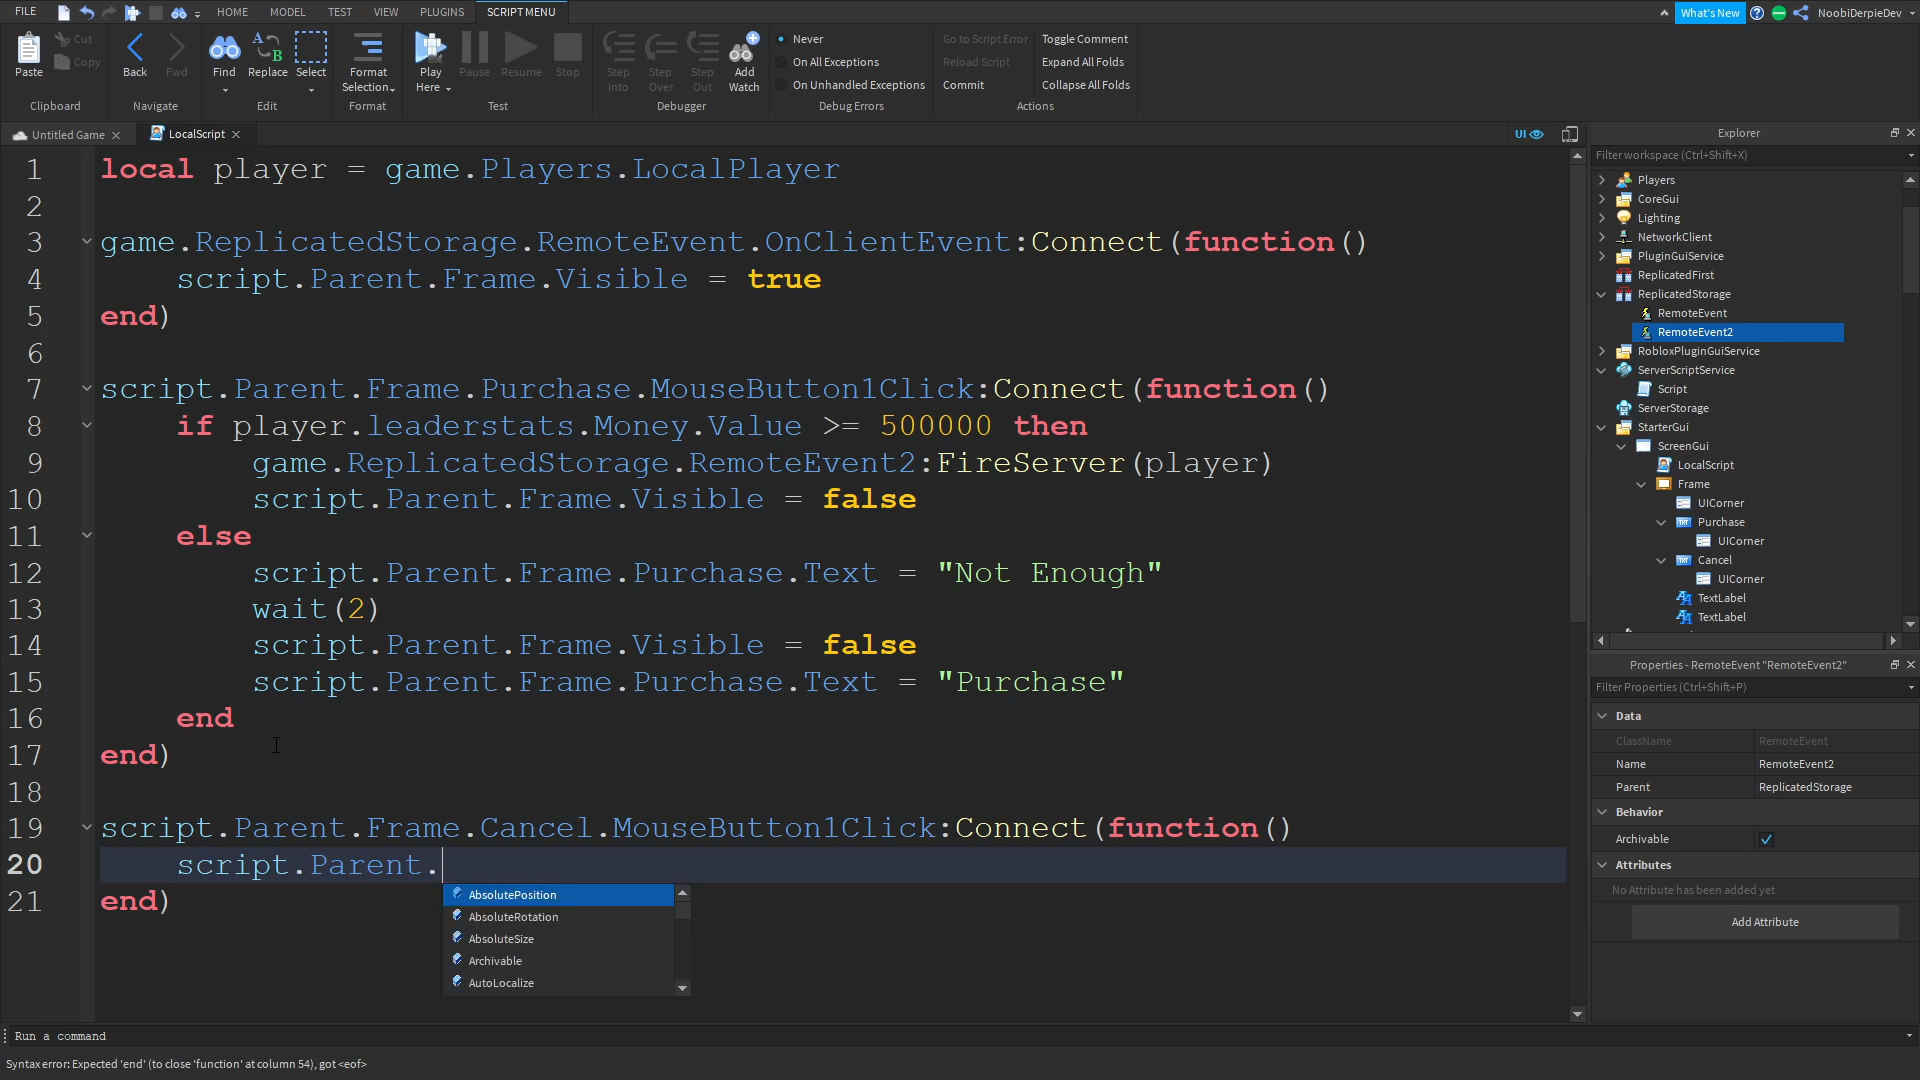 FILE HOME MODEL TEST VIEW PLUGINS SCRIPT MENU What's New NoobiDerpieDev
Paste Cut Copy Clipboard
Back Fwd Navigate
Find Replace Select Edit
Format Selection Format
Play Here Pause Resume Stop Test
Step Into Step Over Step Out Add Watch Debugger
Never
On All Exceptions
On Unhandled Exceptions
Debug Errors
Go to Script Error Toggle Comment
Reload Script Expand All Folds
Commit Collapse All Folds
Actions
Untitled Game LocalScript UI
1 local player = game.Players.LocalPlayer
2
3 game.ReplicatedStorage.RemoteEvent.OnClientEvent:Connect(function()
4 script.Parent.Frame.Visible = true
5 end)
6
7 script.Parent.Frame.Purchase.MouseButton1Click:Connect(function()
8 if player.leaderstats.Money.Value >= 500000 then
9 game.ReplicatedStorage.RemoteEvent2:FireServer(player)
10 script.Parent.Frame.Visible = false
11 else
12 script.Parent.Frame.Purchase.Text = "Not Enough"
13 wait(2)
14 script.Parent.Frame.Visible = false
15 script.Parent.Frame.Purchase.Text = "Purchase"
16 end
17 end)
18
19 script.Parent.Frame.Cancel.MouseButton1Click:Connect(function()
20 script.Parent.
21 end)
AbsolutePosition
AbsoluteRotation
AbsoluteSize
Archivable
AutoLocalize
Explorer
Filter workspace (Ctrl+Shift+X)
Players
CoreGui
Lighting
NetworkClient
PluginGuiService
ReplicatedFirst
ReplicatedStorage
RemoteEvent
RemoteEvent2
RobloxPluginGuiService
ServerScriptService
Script
ServerStorage
StarterGui
ScreenGui
LocalScript
Frame
UICorner
Purchase
UICorner
Cancel
UICorner
TextLabel
TextLabel
Properties - RemoteEvent "RemoteEvent2"
Filter Properties (Ctrl+Shift+P)
Data
ClassName RemoteEvent
Name RemoteEvent2
Parent ReplicatedStorage
Behavior
Archivable
Attributes
No Attribute has been added yet
Add Attribute
Run a command
Syntax error: Expected 'end' (to close 'function' at column 54), got <eof>